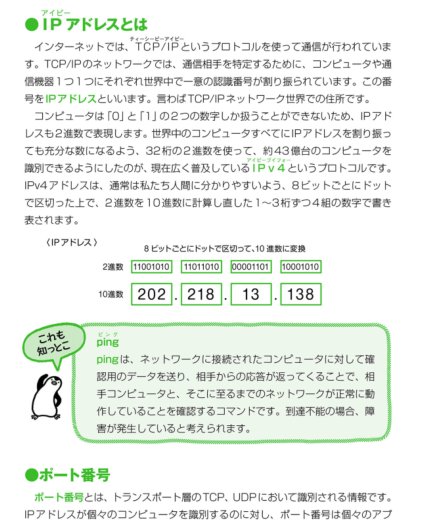 ●IPアドレスとは
アイピー
インターネットでは、TCP/IPというプロトコルを使って通信が行われていま
ティーシーピーアイピー
す。TCP/IPのネットワークでは、通信相手を特定するために、コンピュータや通
信機器1つ1つにそれぞれ世界中で一意の認識番号が割り振られています。この番
号をIPアドレスといいます。言わばTCP/IPネットワーク世界での住所です。
コンピュータは「0」と「1」の2つの数字しか扱うことができないため、IPアド
レスも2進数で表現します。世界中のコンピュータすべてにIPアドレスを割り振っ
ても充分な数になるよう、32桁の2進数を使って、約43億台のコンピュータを
識別できるようにしたのが、現在広く普及しているIPv4というプロトコルです。
アイピーブイフォー
IPv4アドレスは、通常は私たち人間に分かりやすいよう、8ビットごとにドット
で区切った上で、2進数を10進数に計算し直した1〜3桁ずつ4組の数字で書き
表されます。
〈IPアドレス〉
8ビットごとにドットで区切って、10進数に変換
2進数 11001010 11011010 00001101 10001010
10進数 202 . 218 . 13 . 138
これも
知っとこ
ピング
ping
pingは、ネットワークに接続されたコンピュータに対して確
認用のデータを送り、相手からの応答が返ってくることで、相
手コンピュータと、そこに至るまでのネットワークが正常に動
作していることを確認するコマンドです。到達不能の場合、障
害が発生していると考えられます。
●ポート番号
ポート番号とは、トランスポート層のTCP、UDPにおいて識別される情報です。
IPアドレスが個々のコンピュータを識別するのに対し、ポート番号は個々のアプ